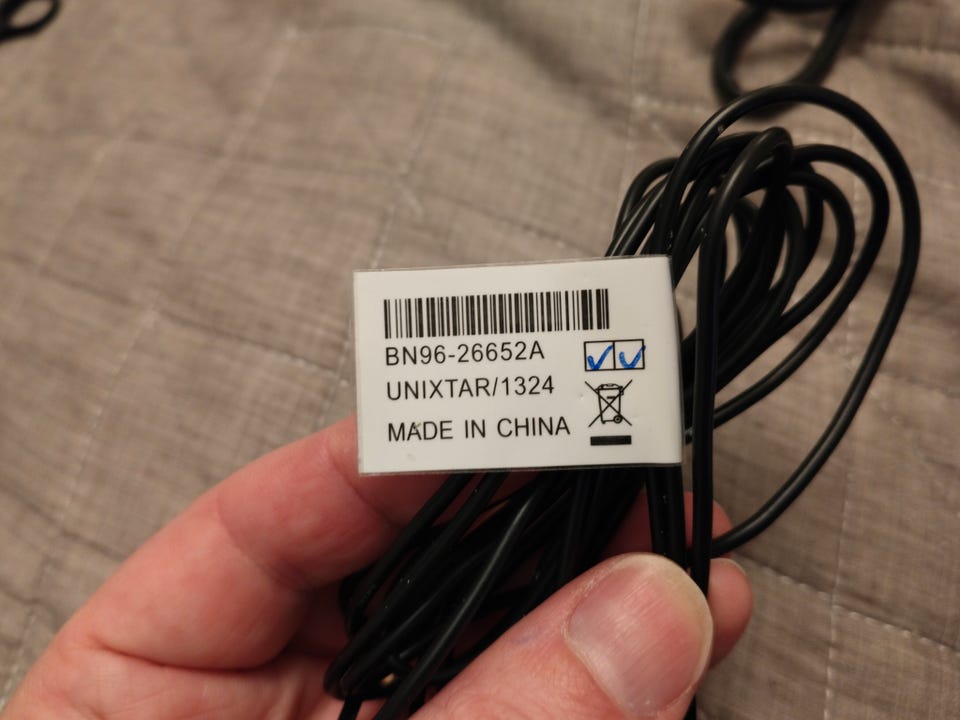 BN96-26652A
UNIXTAR/1324
MADE IN CHINA